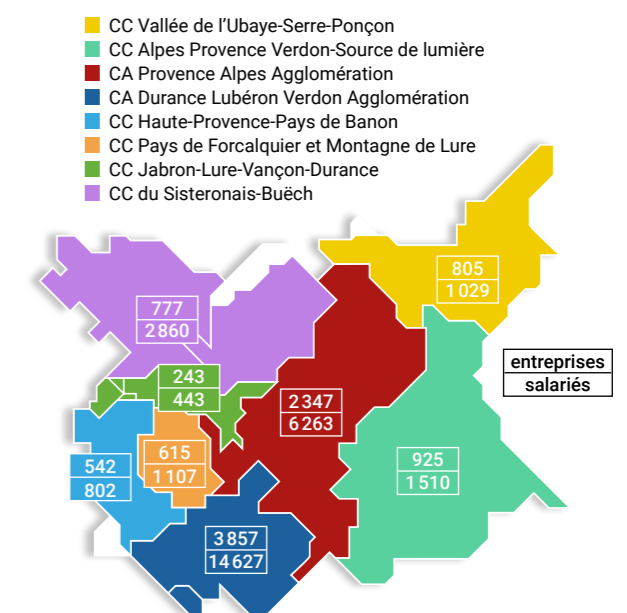 CC Vallée de l'Ubaye-Serre-Ponçon
CC Alpes Provence Verdon-Source de lumière
CA Provence Alpes Agglomération
CA Durance Lubéron Verdon Agglomération
CC Haute-Provence-Pays de Banon
CC Pays de Forcalquier et Montagne de Lure
CC Jabron-Lure-Vançon-Durance
CC du Sisteronais-Buëch
805
1 029
777
2 860
entreprises
salariés
243
443
2 347
6 263
615
1 107
542
802
925
1 510
3 857
14 627